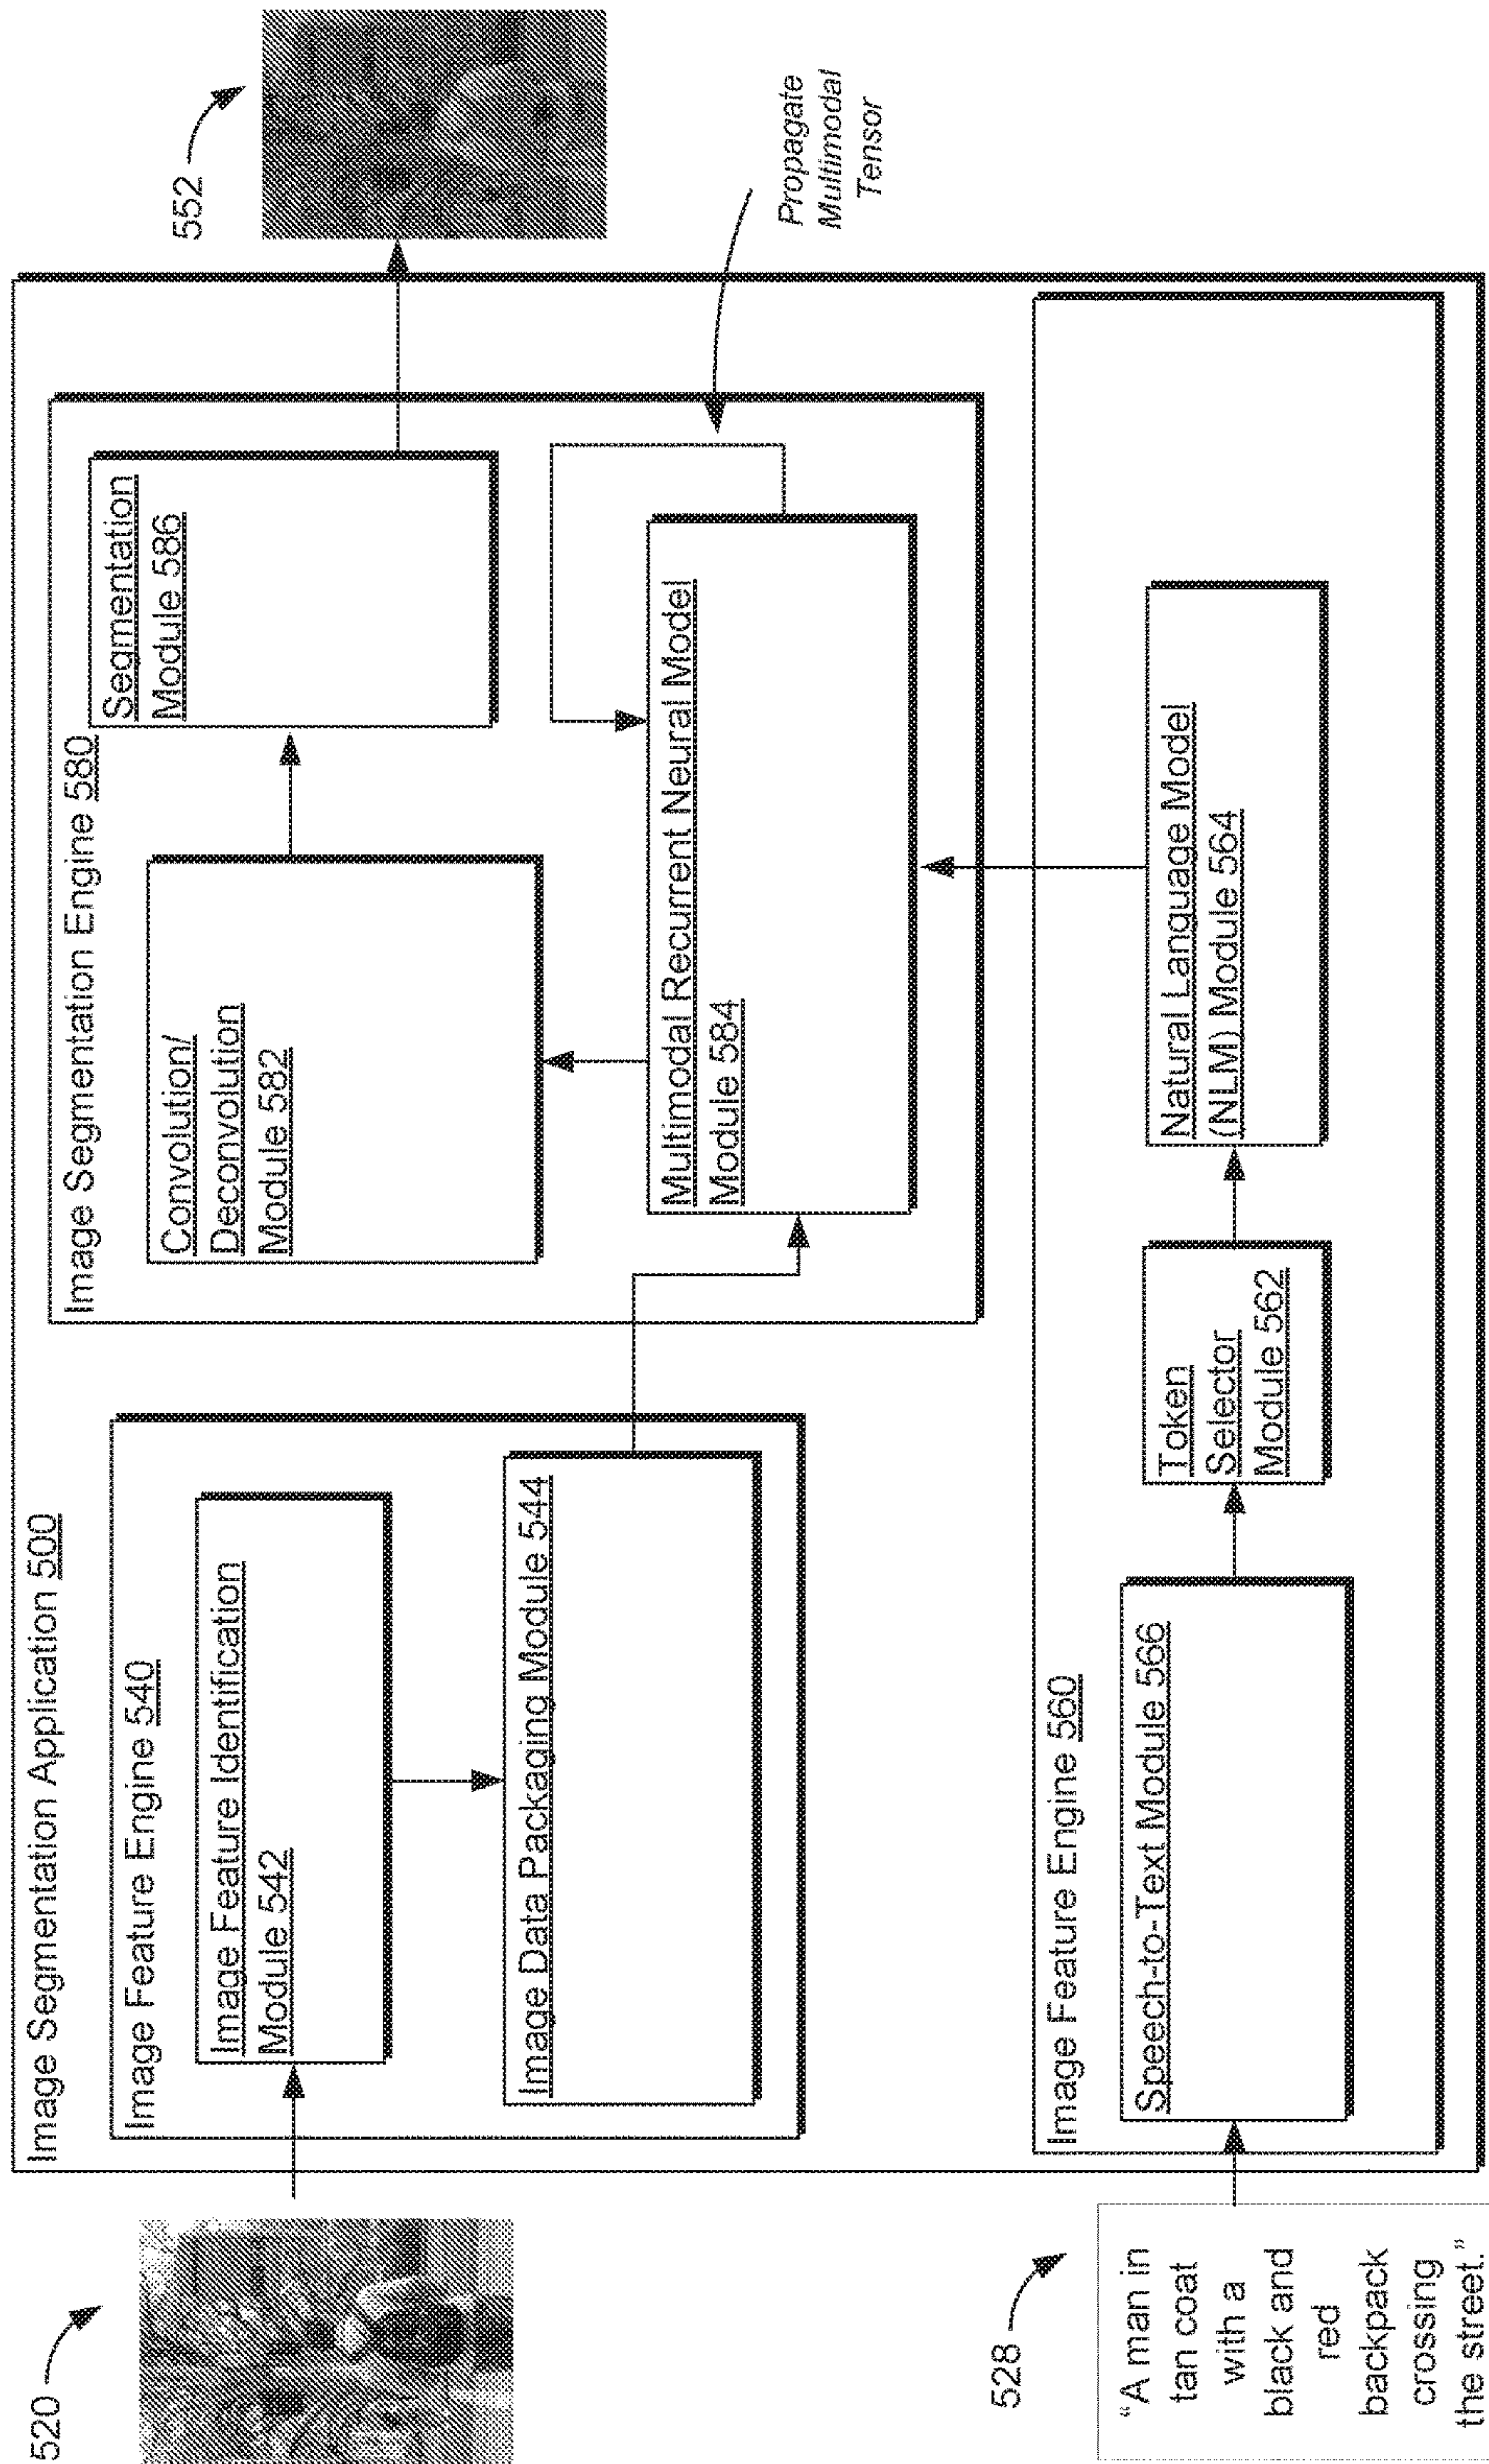 Image Segmentation Application 500
520
Image Feature Engine 540
Image Feature Identification
Module 542
Image Data Packaging Module 544
Image Segmentation Engine 580
Convolution/
Deconvolution
Module 582
Segmentation
Module 586
Multimodal Recurrent Neural Model
Module 584
552
Propagate
Multimodal
Tensor
528
“A man in
tan coat
with a
black and
red
backpack
crossing
the street.“
Image Feature Engine 560
Speech-to-Text Module 566
Token
Selector
Module 562
Natural Language Model
(NLM) Module 564